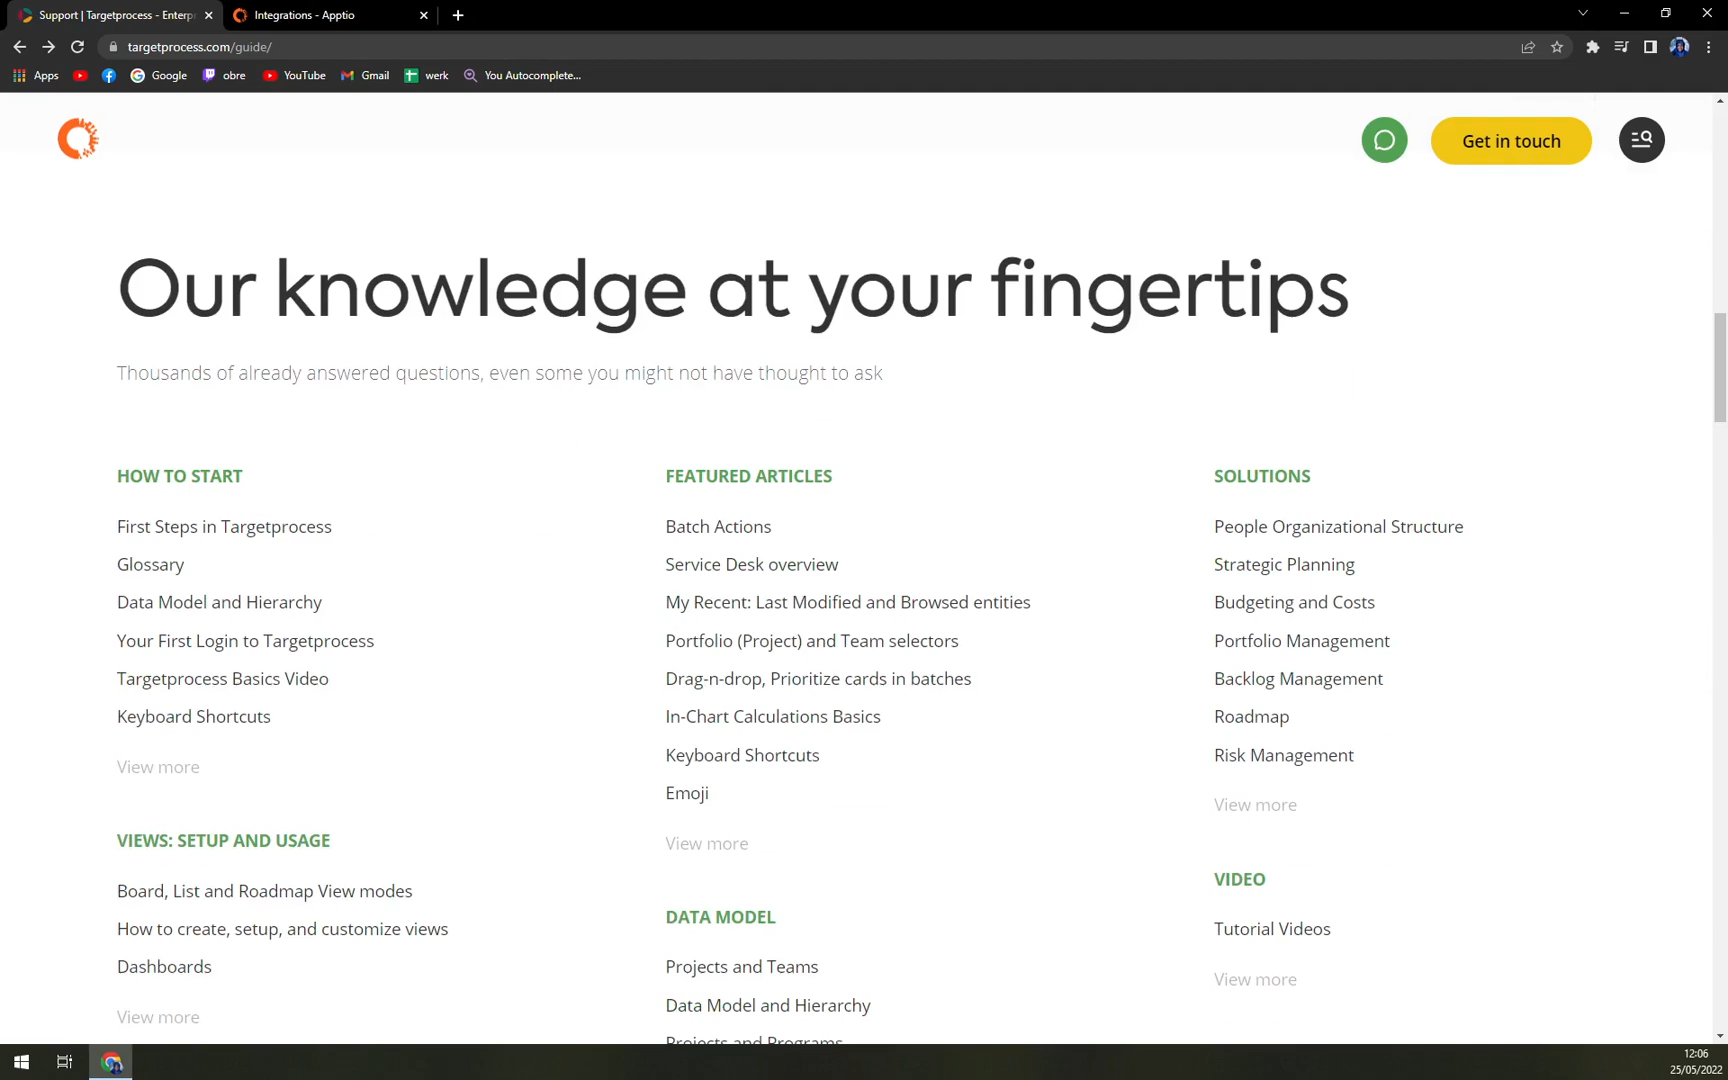 Support | Targetprocess - Enterp
Integrations - Apptio
targetprocess.com/guide/
Apps
Google
obre
YouTube
Gmail
werk
You Autocomplete...
Get in touch
Our knowledge at your fingertips
Thousands of already answered questions, even some you might not have thought to ask
HOW TO START
First Steps in Targetprocess
Glossary
Data Model and Hierarchy
Your First Login to Targetprocess
Targetprocess Basics Video
Keyboard Shortcuts
View more
VIEWS: SETUP AND USAGE
Board, List and Roadmap View modes
How to create, setup, and customize views
Dashboards
View more
FEATURED ARTICLES
Batch Actions
Service Desk overview
My Recent: Last Modified and Browsed entities
Portfolio (Project) and Team selectors
Drag-n-drop, Prioritize cards in batches
In-Chart Calculations Basics
Keyboard Shortcuts
Emoji
View more
DATA MODEL
Projects and Teams
Data Model and Hierarchy
Projects and Programs
SOLUTIONS
People Organizational Structure
Strategic Planning
Budgeting and Costs
Portfolio Management
Backlog Management
Roadmap
Risk Management
View more
VIDEO
Tutorial Videos
View more
12:06
25/05/2022